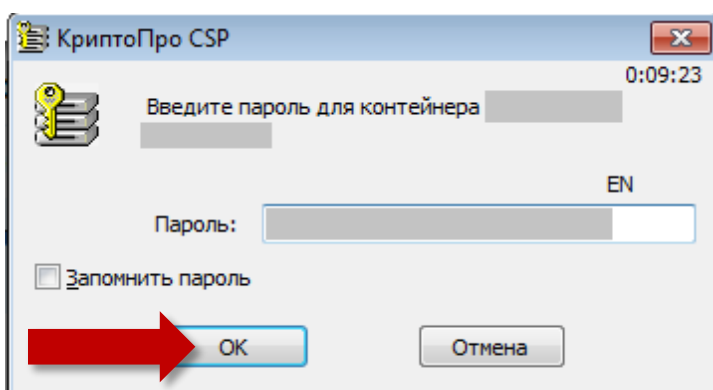 КриптоПро CSP
0:09:23
Введите пароль для контейнера
EN
Пароль:
Запомнить пароль
OK
Отмена